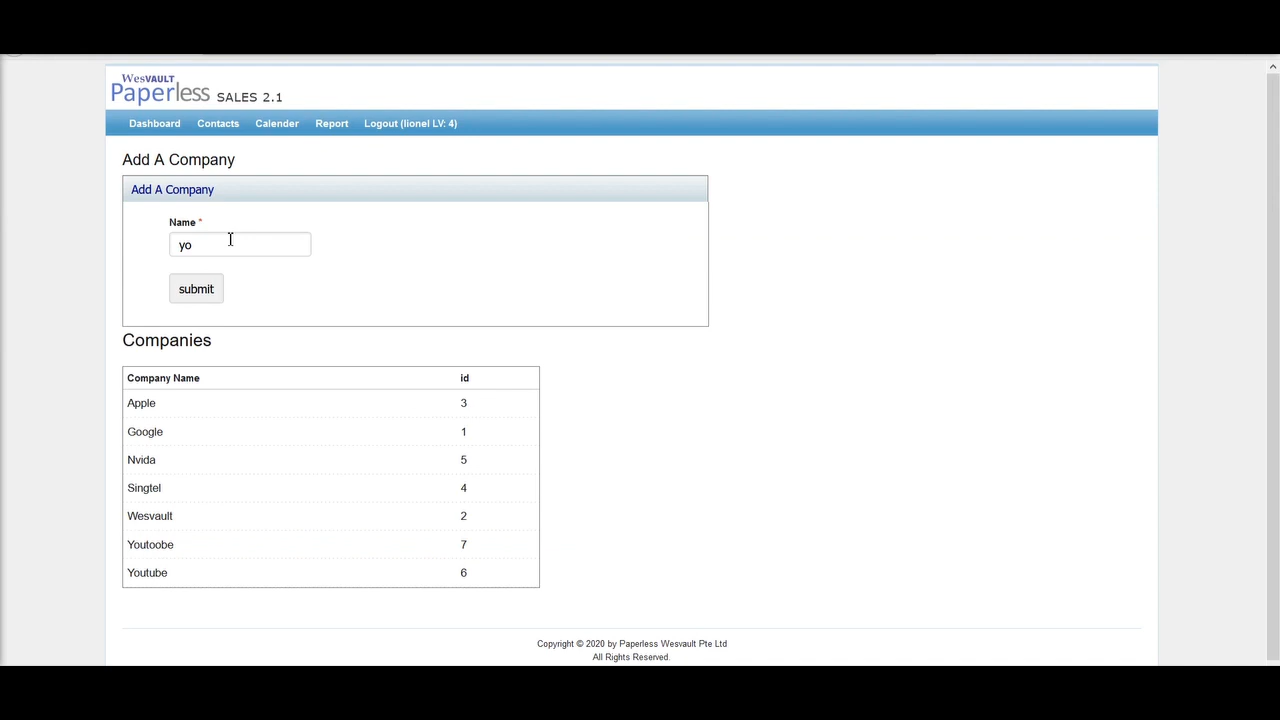 WesVAULT
Paperless SALES 2.1
Dashboard Contacts Calender Report Logout (lionel LV: 4)
Add A Company
Add A Company
Name *
yo
submit
Companies
Company Name id
Apple 3
Google 1
Nvida 5
Singtel 4
Wesvault 2
Youtoobe 7
Youtube 6
Copyright © 2020 by Paperless Wesvault Pte Ltd
All Rights Reserved.